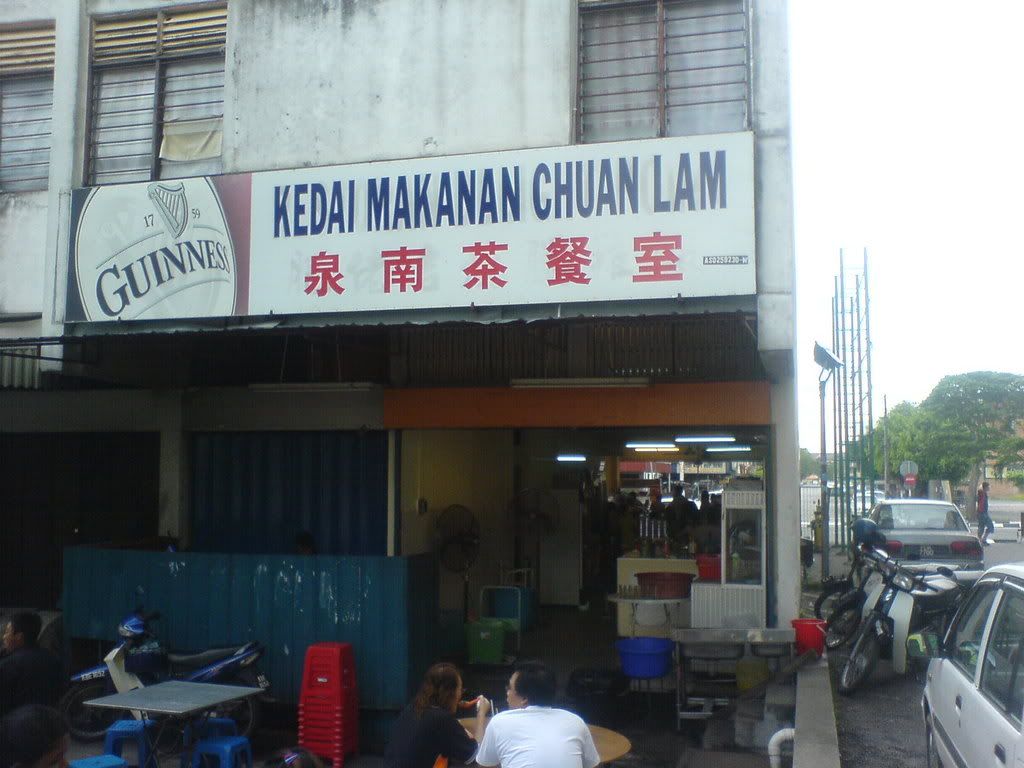 17 59
GUINNESS
KEDAI MAKANAN CHUAN LAM
泉南茶餐室